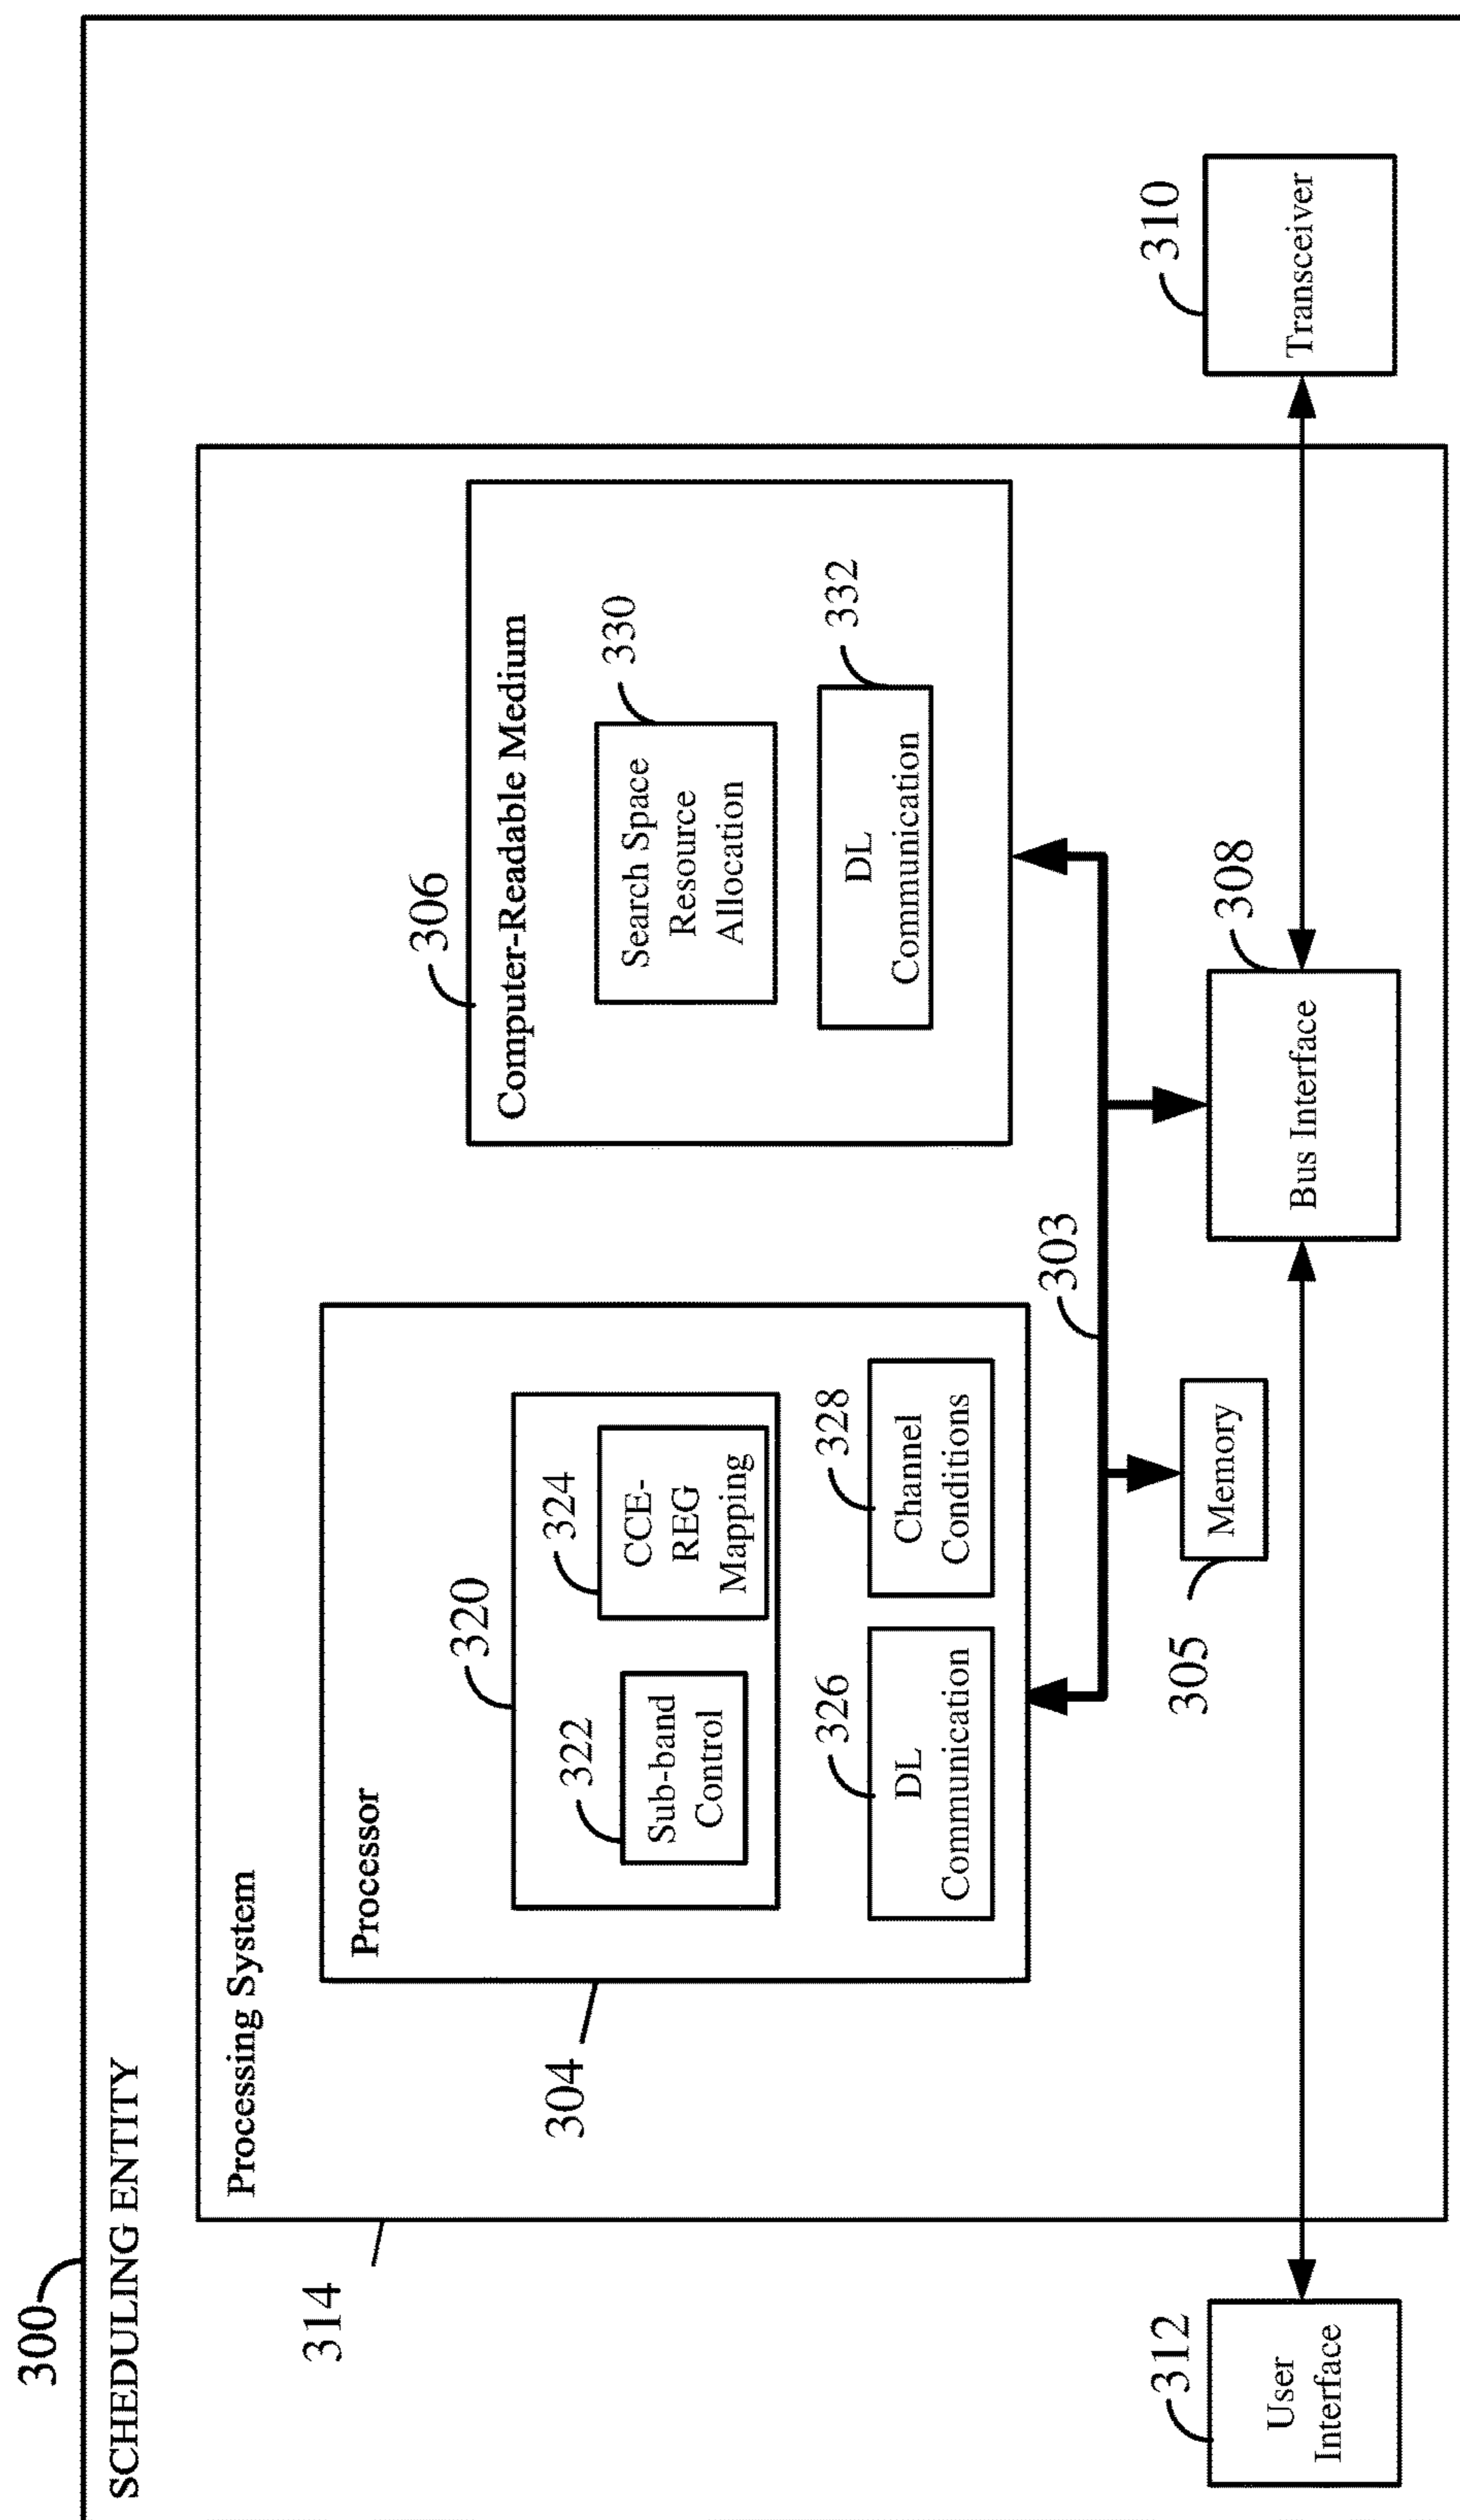 300
SCHEDULING ENTITY
314
Processing System
304
Processor
320
322
Sub-band
Control
324
CCE-
REG
Mapping
326
DL
Communication
328
Channel
Conditions
306
Computer-Readable Medium
330
Search Space
Resource
Allocation
332
DL
Communication
303
305
Memory
308
Bus Interface
312
User
Interface
310
Transceiver